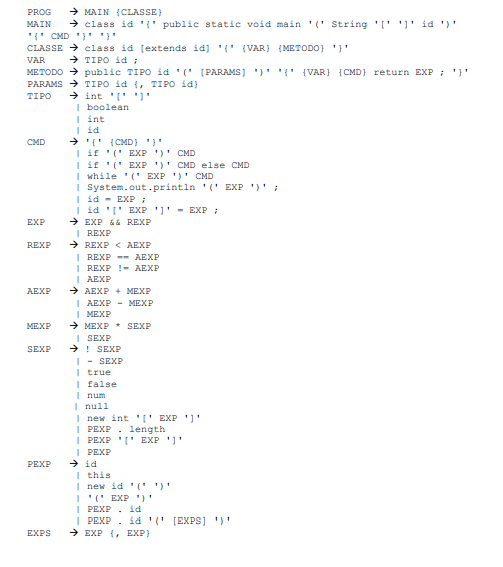 PROG → MAIN {CLASSE}
MAIN → class id '{' public static void main '(' String '[' ']' id ')'
'{' CMD '}' '}'
CLASSE → class id [extends id] '{' {VAR} {METODO} '}'
VAR → TIPO id ;
METODO → public TIPO id '(' [PARAMS] ')' '{' {VAR} {CMD} return EXP ; '}'
PARAMS → TIPO id {, TIPO id}
TIPO → int '[' ']'
| boolean
| int
| id
CMD → '{' {CMD} '}'
| if '(' EXP ')' CMD
| if '(' EXP ')' CMD else CMD
| while '(' EXP ')' CMD
| System.out.println '(' EXP ')' ;
| id = EXP ;
| id '[' EXP ']' = EXP ;
EXP → EXP && REXP
| REXP
REXP → REXP < AEXP
| REXP == AEXP
| REXP != AEXP
| AEXP
AEXP → AEXP + MEXP
| AEXP - MEXP
| MEXP
MEXP → MEXP * SEXP
| SEXP
SEXP → ! SEXP
| - SEXP
| true
| false
| num
| null
| new int '[' EXP ']'
| PEXP . length
| PEXP '[' EXP ']'
| PEXP
PEXP → id
| this
| new id '(' ')'
| '(' EXP ')'
| PEXP . id
| PEXP . id '(' [EXPS] ')'
EXPS → EXP {, EXP}